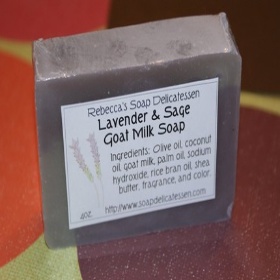 Rebecca's Soap Delicatessen
Lavender & Sage
Goat Milk Soap
Ingredients: Olive oil, coconut
oil, goat milk, palm oil, sodium
hydroxide, rice bran oil, shea
butter, fragrance, and color.
4oz. http://www.soapdelicatessen.com